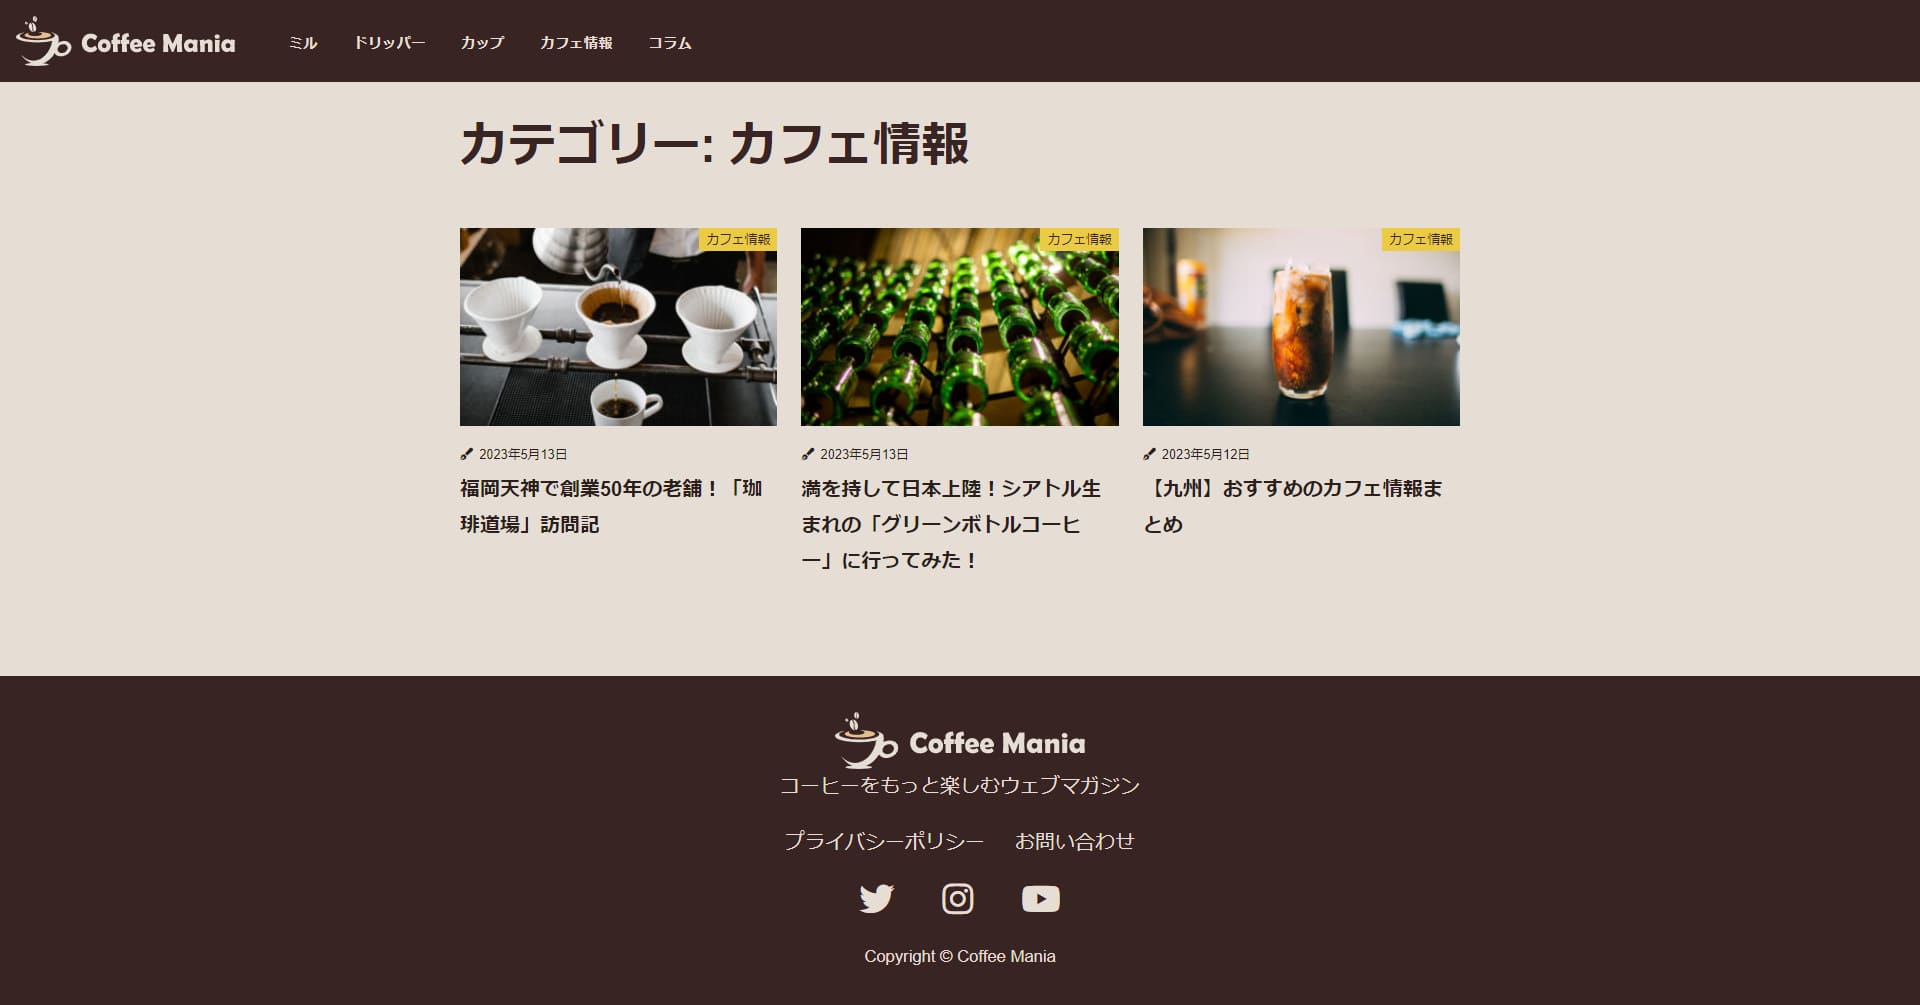 Coffee Mania
ミル ドリッパー カップ カフェ情報 コラム
カテゴリー: カフェ情報
カフェ情報
2023年5月13日
福岡天神で創業50年の老舗！「珈
琲道場」訪問記
カフェ情報
2023年5月13日
満を持して日本上陸！シアトル生
まれの「グリーンボトルコーヒ
ー」に行ってみた！
カフェ情報
2023年5月12日
【九州】おすすめのカフェ情報ま
とめ
Coffee Mania
コーヒーをもっと楽しむウェブマガジン
プライバシーポリシー お問い合わせ
Copyright © Coffee Mania